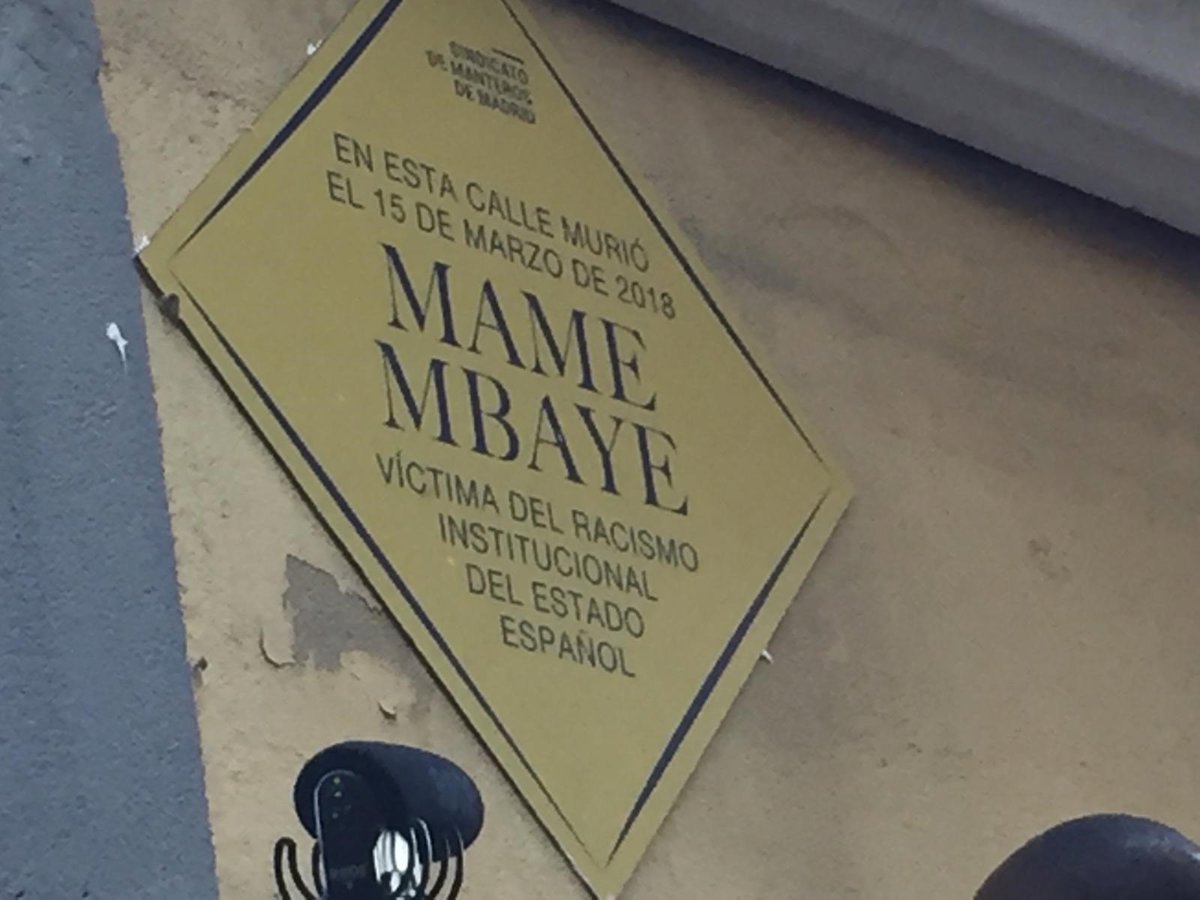 SINDICATO
DE MANTEROS
DE MADRID
EN ESTA CALLE MURIÓ
EL 15 DE MARZO DE 2018
MAME
MBAYE
VÍCTIMA DEL RACISMO
INSTITUCIONAL
DEL ESTADO
ESPAÑOL